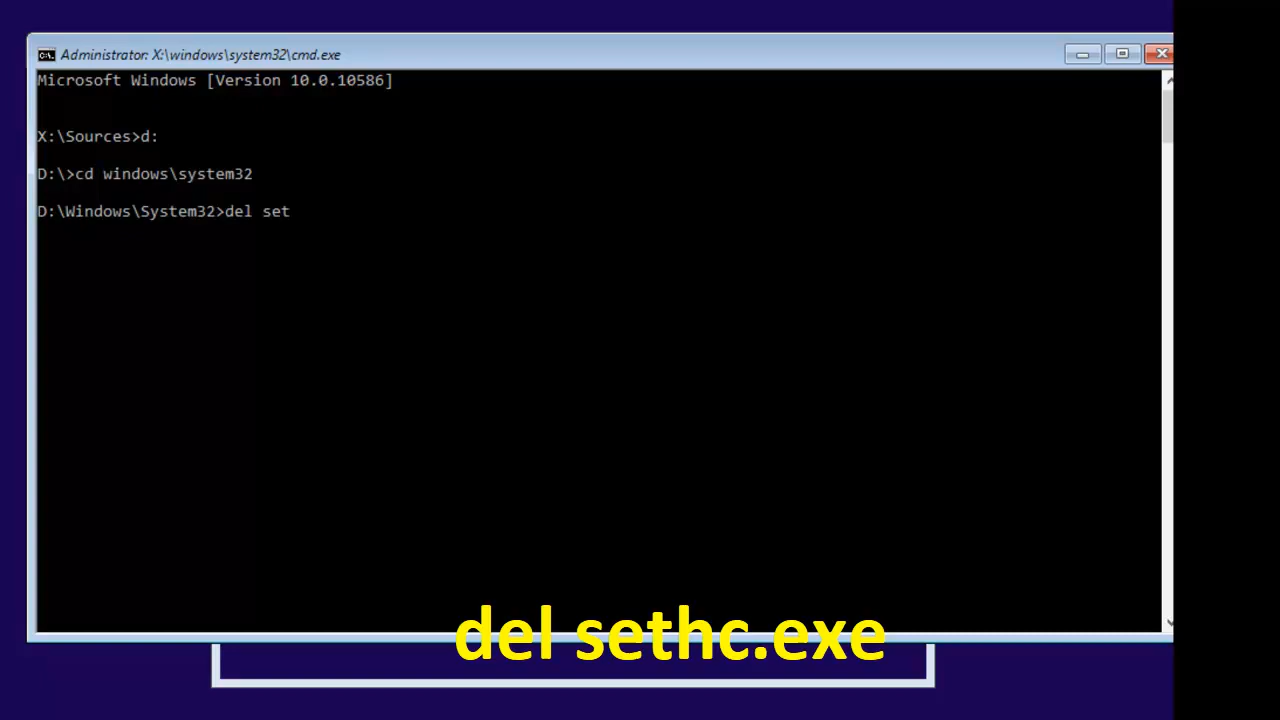 Administrator: X:\windows\system32\cmd.exe
Microsoft Windows [Version 10.0.10586]
X:\Sources>d:
D:\>cd windows\system32
D:\Windows\System32>del set
del sethc.exe